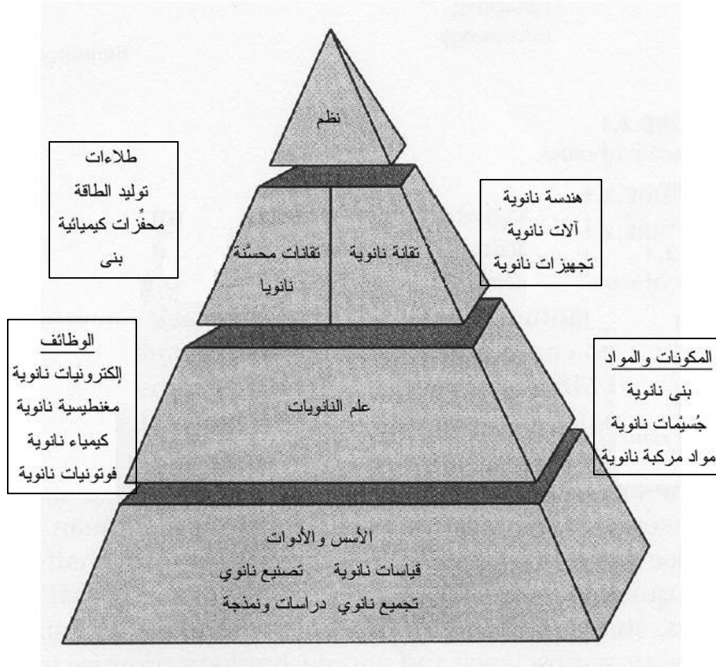 نظم
طلاءات
توليد الطاقة
محفِّزات كيميائية
بنى
هندسة نانوية
آلات نانوية
تجهيزات نانوية
تقانة نانوية
تقانات محسَّنة
نانويا
الوظائف
إلكترونيات نانوية
مغنطيسية نانوية
كيمياء نانوية
فوتونيات نانوية
المكونات والمواد
بنى نانوية
جُسيْمات نانوية
مواد مركبة نانوية
علم النانويات
الأسس والأدوات
قياسات نانوية تصنيع نانوي
تجميع نانوي دراسات ونمذجة